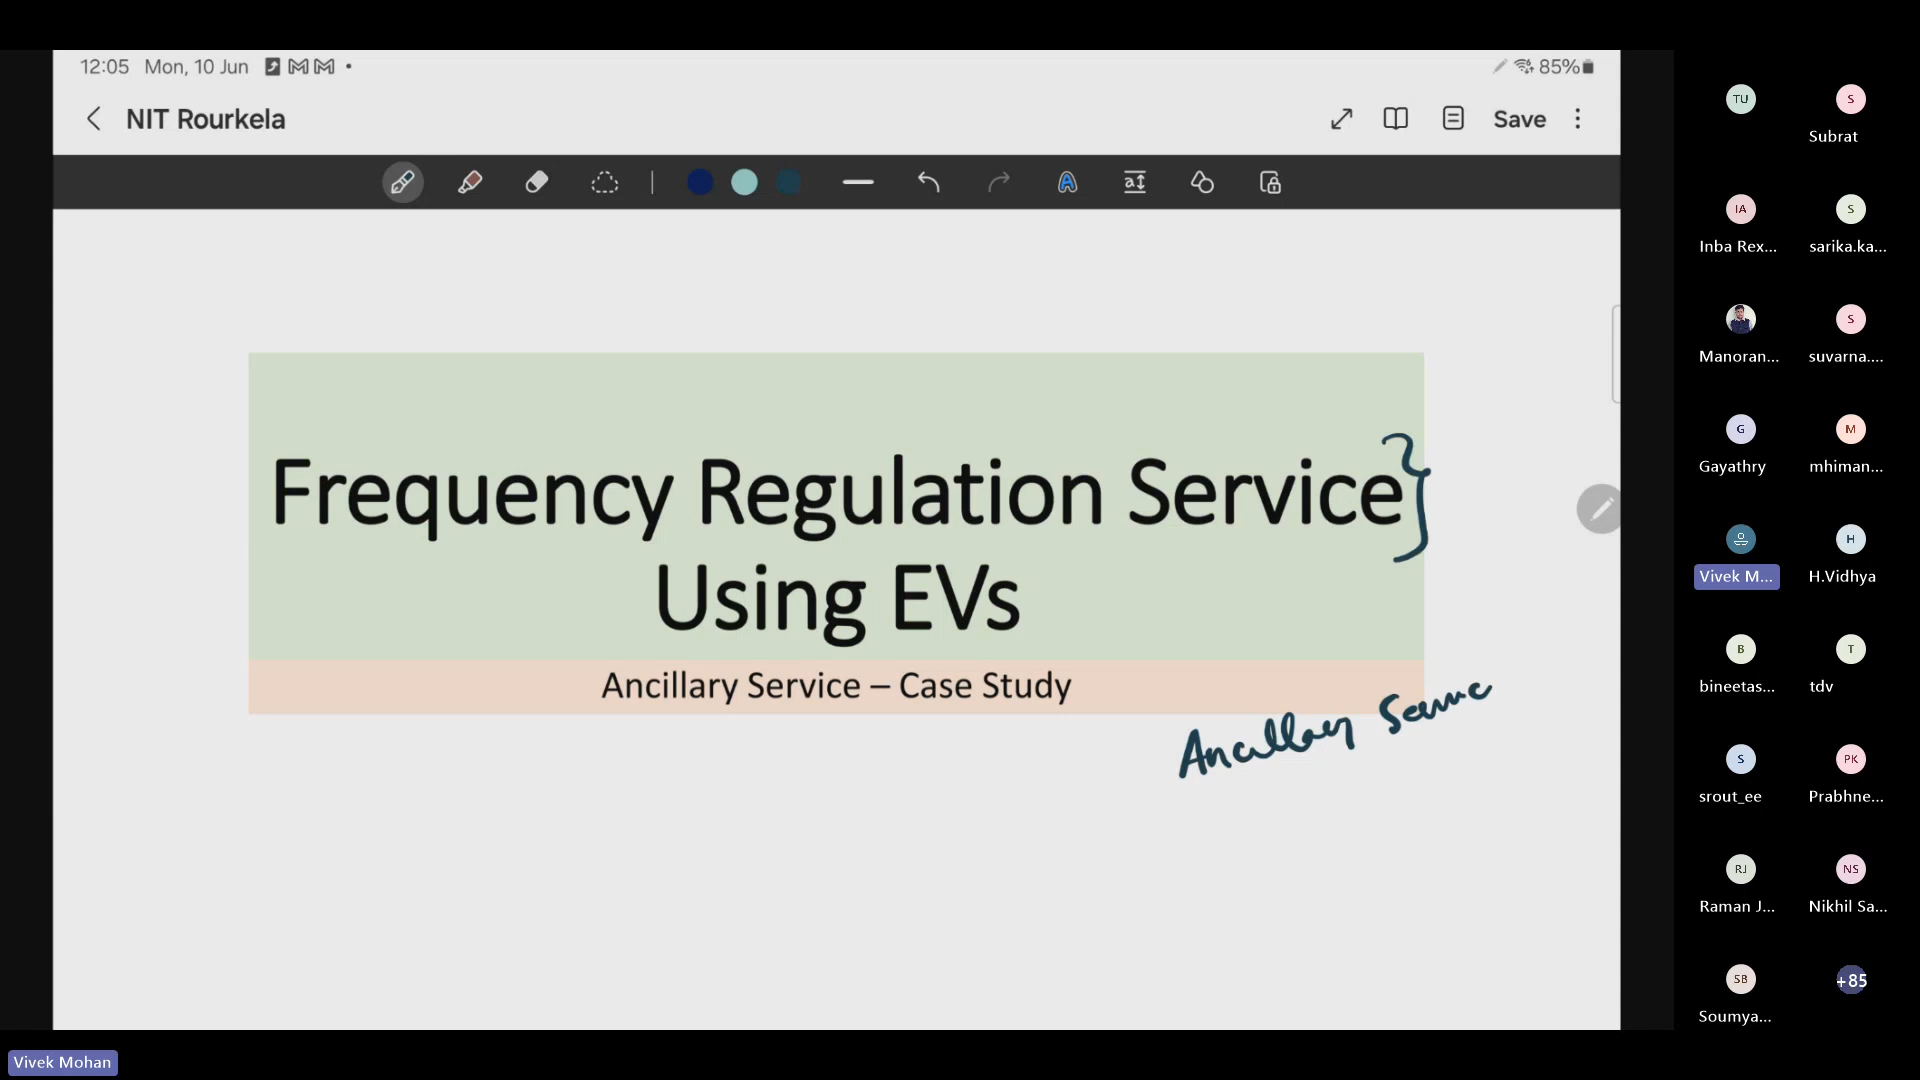 12:05 Mon, 10 Jun
85%
NIT Rourkela
Save
Frequency Regulation Service
Using EVs
Ancillary Service – Case Study
Ancillary
TU
S
Subrat
IA
S
Inba Rex...
sarika.ka...
S
Manoran...
suvarna....
G
M
Gayathry
mhiman...
H
Vivek M...
H.Vidhya
B
T
bineetas...
tdv
S
PK
srout_ee
Prabhne...
RJ
NS
Raman J...
Nikhil Sa...
SB
+85
Soumya...
Vivek Mohan